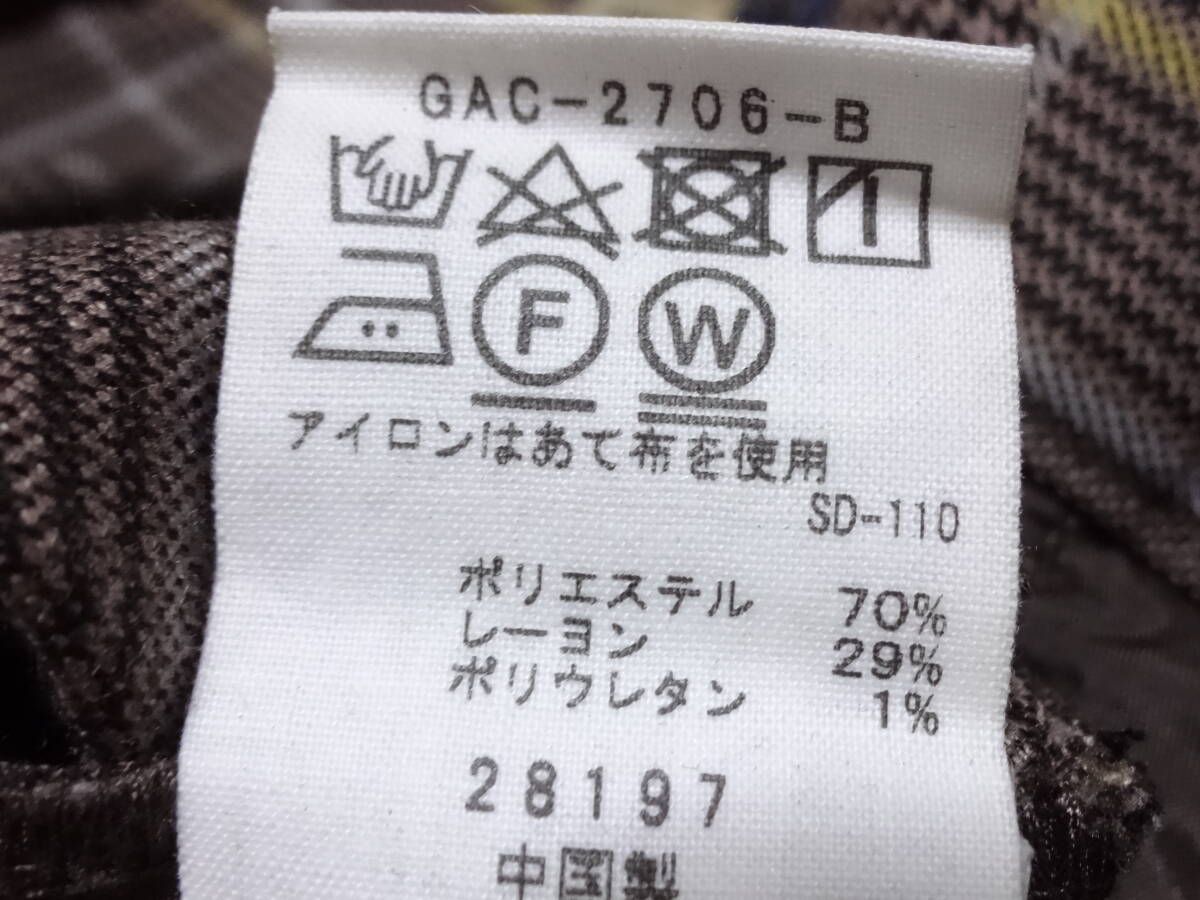 GAC-2706-B
F W
アイロンはあて布を使用
SD-110
ポリエステル 70%
レーヨン 29%
ポリウレタン 1%
28197
中国製